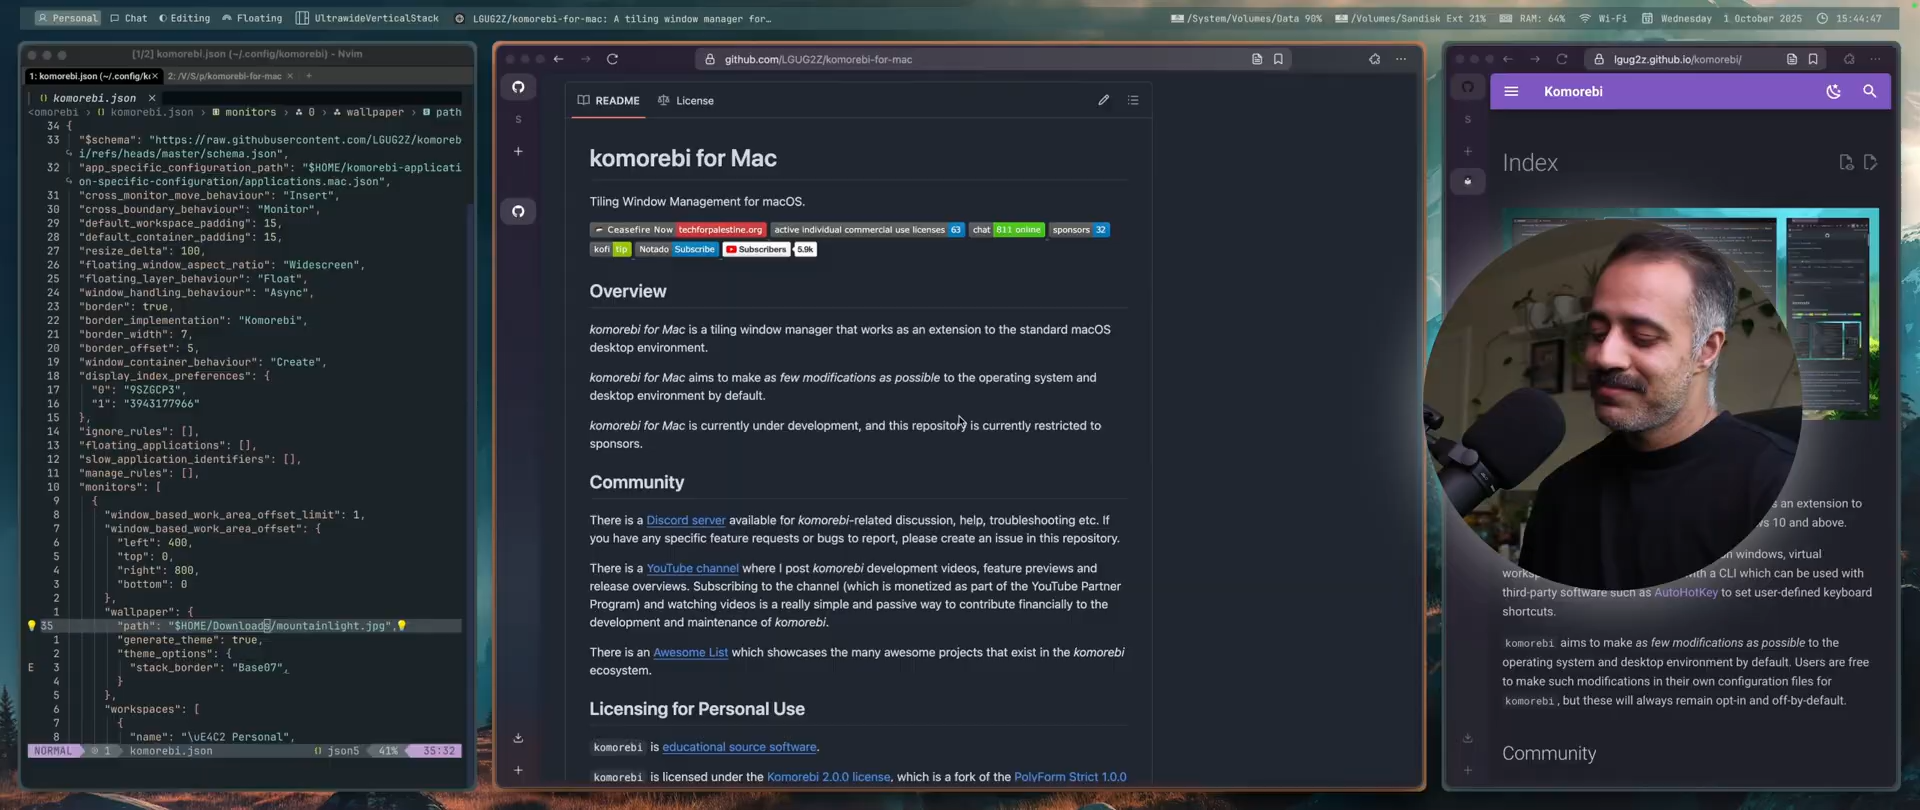 Personal
Chat
Editing
Floating
UltrawideVerticalStack
LGUG2Z/komorebi-for-mac: A tiling window manager for…
/System/Volumes/Data 90%
/Volumes/Sandisk Ext 21%
RAM: 64%
Wi-Fi
Wednesday 1 October 2025
15:44:47
[1/2] komorebi.json (~/.config/komorebi) - Nvim
1: komorebi.json (~/.config/k
2: /V/S/p/komorebi-for-mac
komorebi.json
<omorebi > komorebi.json > monitors > 0 > wallpaper > path
34 {
33 "$schema": "https://raw.githubusercontent.com/LGUG2Z/komoreb
i/refs/heads/master/schema.json",
32 "app_specific_configuration_path": "$HOME/komorebi-applicati
on-specific-configuration/applications.mac.json",
31 "cross_monitor_move_behaviour": "Insert",
30 "cross_boundary_behaviour": "Monitor",
29 "default_workspace_padding": 15,
28 "default_container_padding": 15,
27 "resize_delta": 100,
26 "floating_window_aspect_ratio": "Widescreen",
25 "floating_layer_behaviour": "Float",
24 "window_handling_behaviour": "Async",
23 "border": true,
22 "border_implementation": "Komorebi",
21 "border_width": 7,
20 "border_offset": 5,
19 "window_container_behaviour": "Create",
18 "display_index_preferences": {
17 "0": "9SZGCP3",
16 "1": "3943177966"
15 },
14 "ignore_rules": [],
13 "floating_applications": [],
12 "slow_application_identifiers": [],
11 "manage_rules": [],
10 "monitors": [
9 {
8 "window_based_work_area_offset_limit": 1,
7 "window_based_work_area_offset": {
6 "left": 400,
5 "top": 0,
4 "right": 800,
3 "bottom": 0
2 },
1 "wallpaper": {
35 "path": "$HOME/Downloads/mountainlight.jpg",
1 "generate_theme": true,
2 "theme_options": {
E 3 "stack_border": "Base07",
4 }
5 },
6 "workspaces": [
7 {
8 "name": "\uE4C2 Personal",
NORMAL 1 komorebi.json () json5 41% 35:32
github.com/LGUG2Z/komorebi-for-mac
README
License
komorebi for Mac
Tiling Window Management for macOS.
Ceasefire Now techforpalestine.org active individual commercial use licenses 63 chat 811 online sponsors 32
kofi tip Notado Subscribe Subscribers 5.9k
Overview
komorebi for Mac is a tiling window manager that works as an extension to the standard macOS
desktop environment.
komorebi for Mac aims to make as few modifications as possible to the operating system and
desktop environment by default.
komorebi for Mac is currently under development, and this repository is currently restricted to
sponsors.
Community
There is a Discord server available for komorebi-related discussion, help, troubleshooting etc. If
you have any specific feature requests or bugs to report, please create an issue in this repository.
There is a YouTube channel where I post komorebi development videos, feature previews and
release overviews. Subscribing to the channel (which is monetized as part of the YouTube Partner
Program) and watching videos is a really simple and passive way to contribute financially to the
development and maintenance of komorebi.
There is an Awesome List which showcases the many awesome projects that exist in the komorebi
ecosystem.
Licensing for Personal Use
komorebi is educational source software.
komorebi is licensed under the Komorebi 2.0.0 license, which is a fork of the PolyForm Strict 1.0.0
lgug2z.github.io/komorebi/
Komorebi
S
S
Index
s an extension to
ws 10 and above.
windows, virtual
with a CLI which can be used with
third-party software such as AutoHotKey to set user-defined keyboard
shortcuts.
komorebi aims to make as few modifications as possible to the
operating system and desktop environment by default. Users are free
to make such modifications in their own configuration files for
komorebi, but these will always remain opt-in and off-by-default.
Community